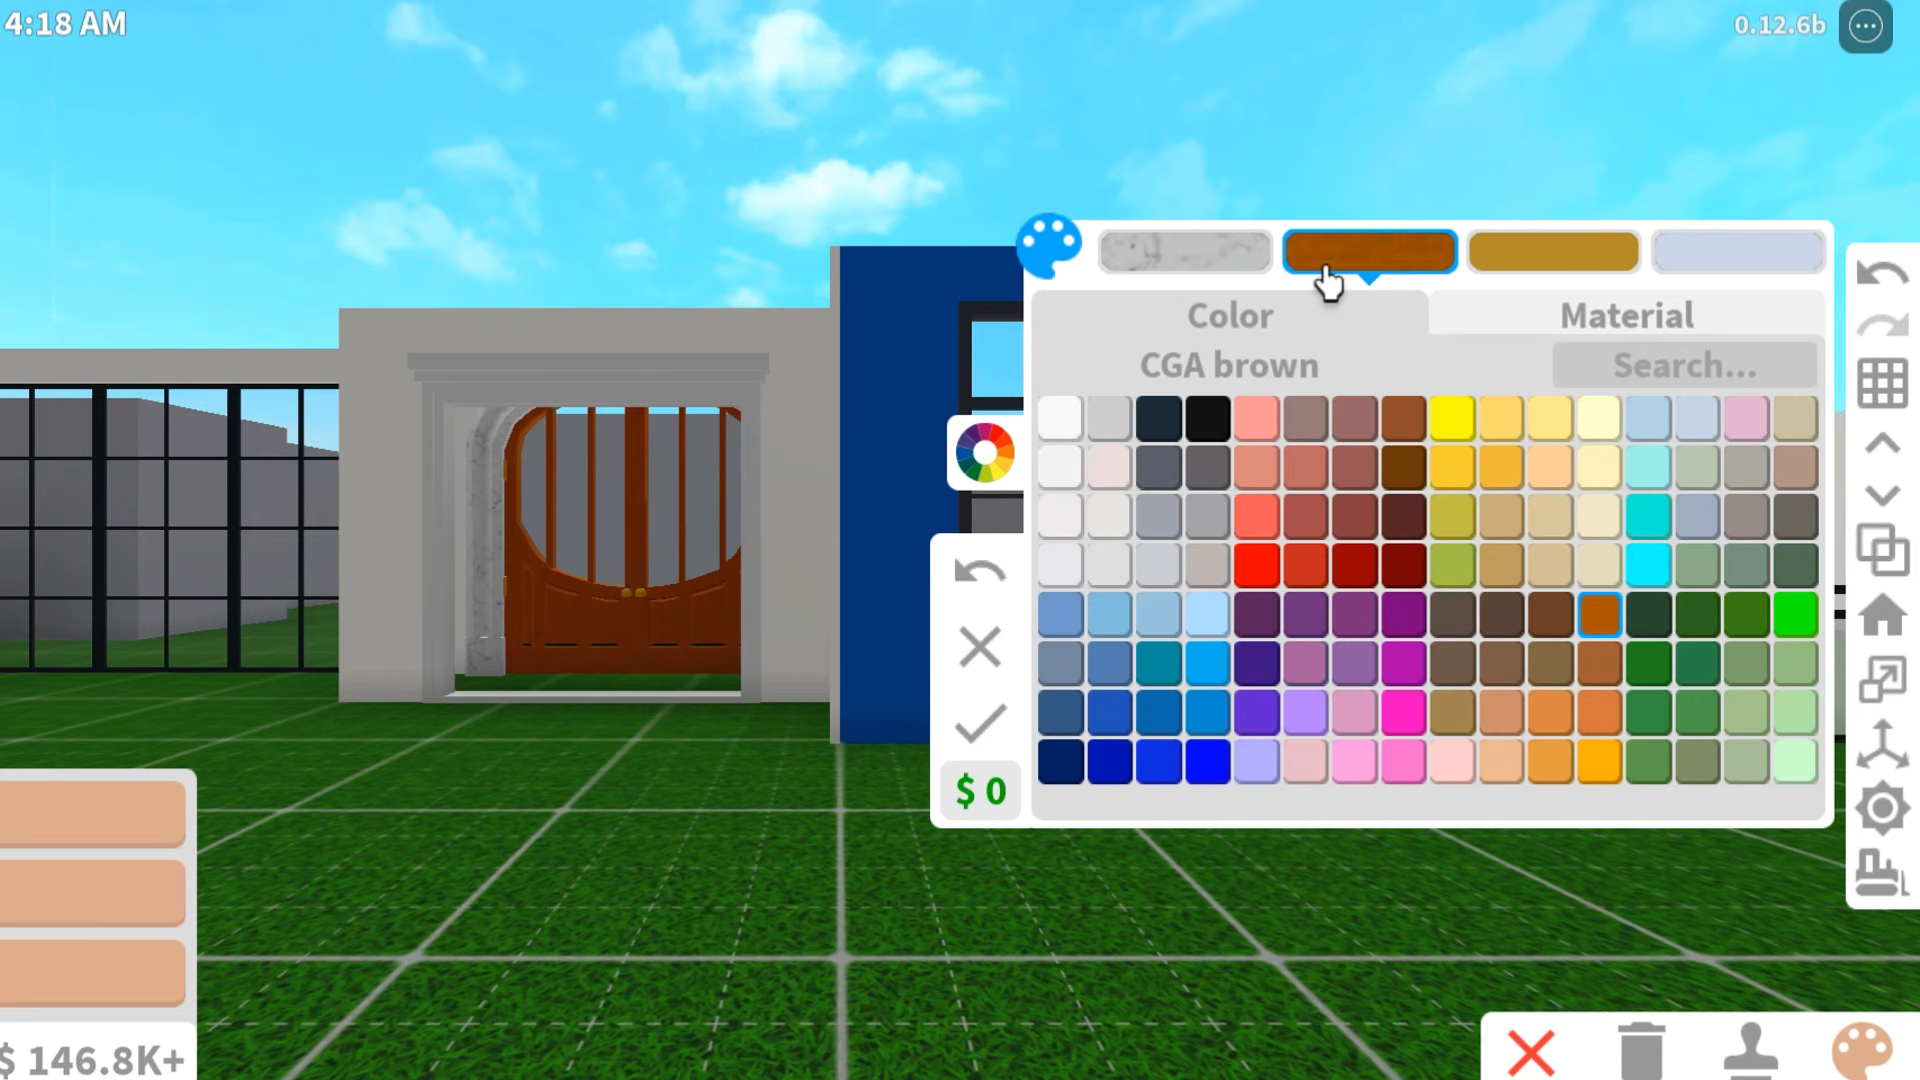 4:18 AM
0.12.6b
Color
Material
CGA brown
Search...
$ 0
$ 146.8K+